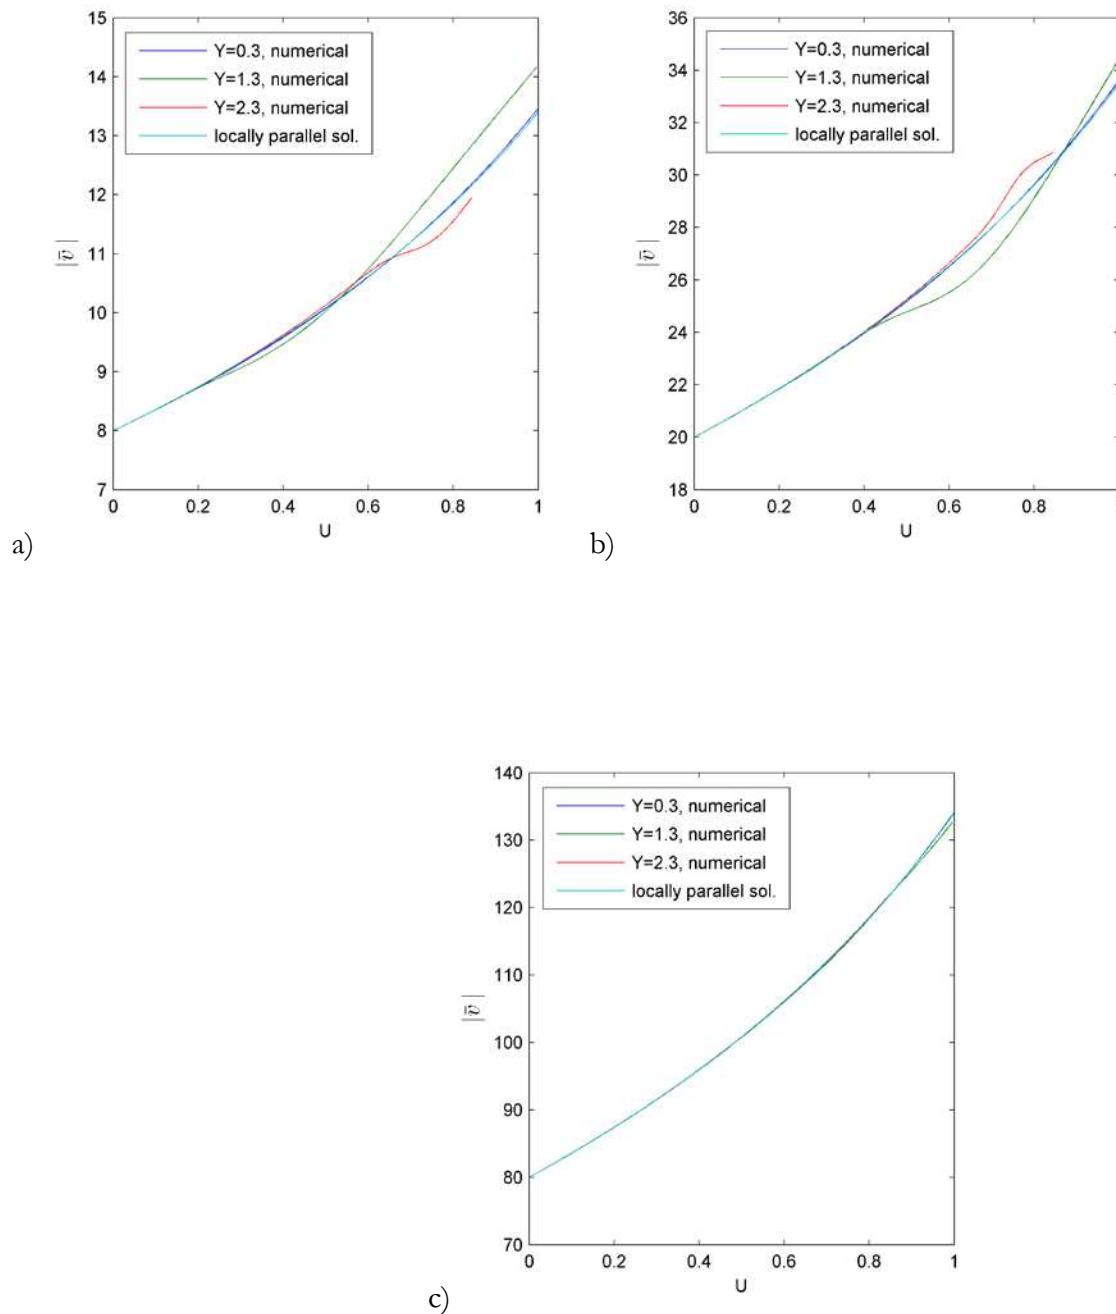 15
14
13
12
11
10
9
8
7
|v̄|
0
0.2
0.4
0.6
0.8
1
U
Y=0.3, numerical
Y=1.3, numerical
Y=2.3, numerical
locally parallel sol.
a)
36
34
32
30
28
26
24
22
20
18
|v̄|
0
0.2
0.4
0.6
0.8
U
Y=0.3, numerical
Y=1.3, numerical
Y=2.3, numerical
locally parallel sol.
b)
140
130
120
110
100
90
80
70
|v̄|
0
0.2
0.4
0.6
0.8
1
U
Y=0.3, numerical
Y=1.3, numerical
Y=2.3, numerical
locally parallel sol.
c)